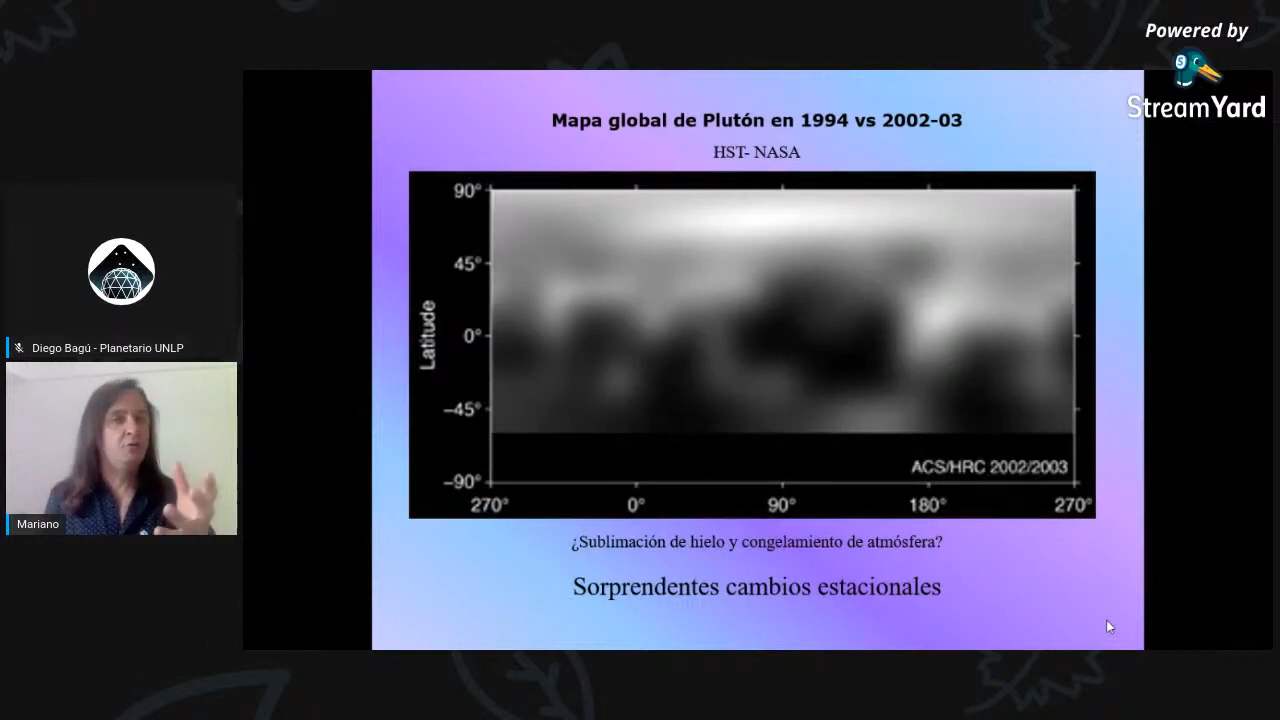 Powered by
StreamYard
Mapa global de Plutón en 1994 vs 2002-03
HST- NASA
90°
45°
0°
−45°
−90°
Latitude
ACS/HRC 2002/2003
270° 0° 90° 180° 270°
¿Sublimación de hielo y congelamiento de atmósfera?
Sorprendentes cambios estacionales
Diego Bagú - Planetario UNLP
Mariano